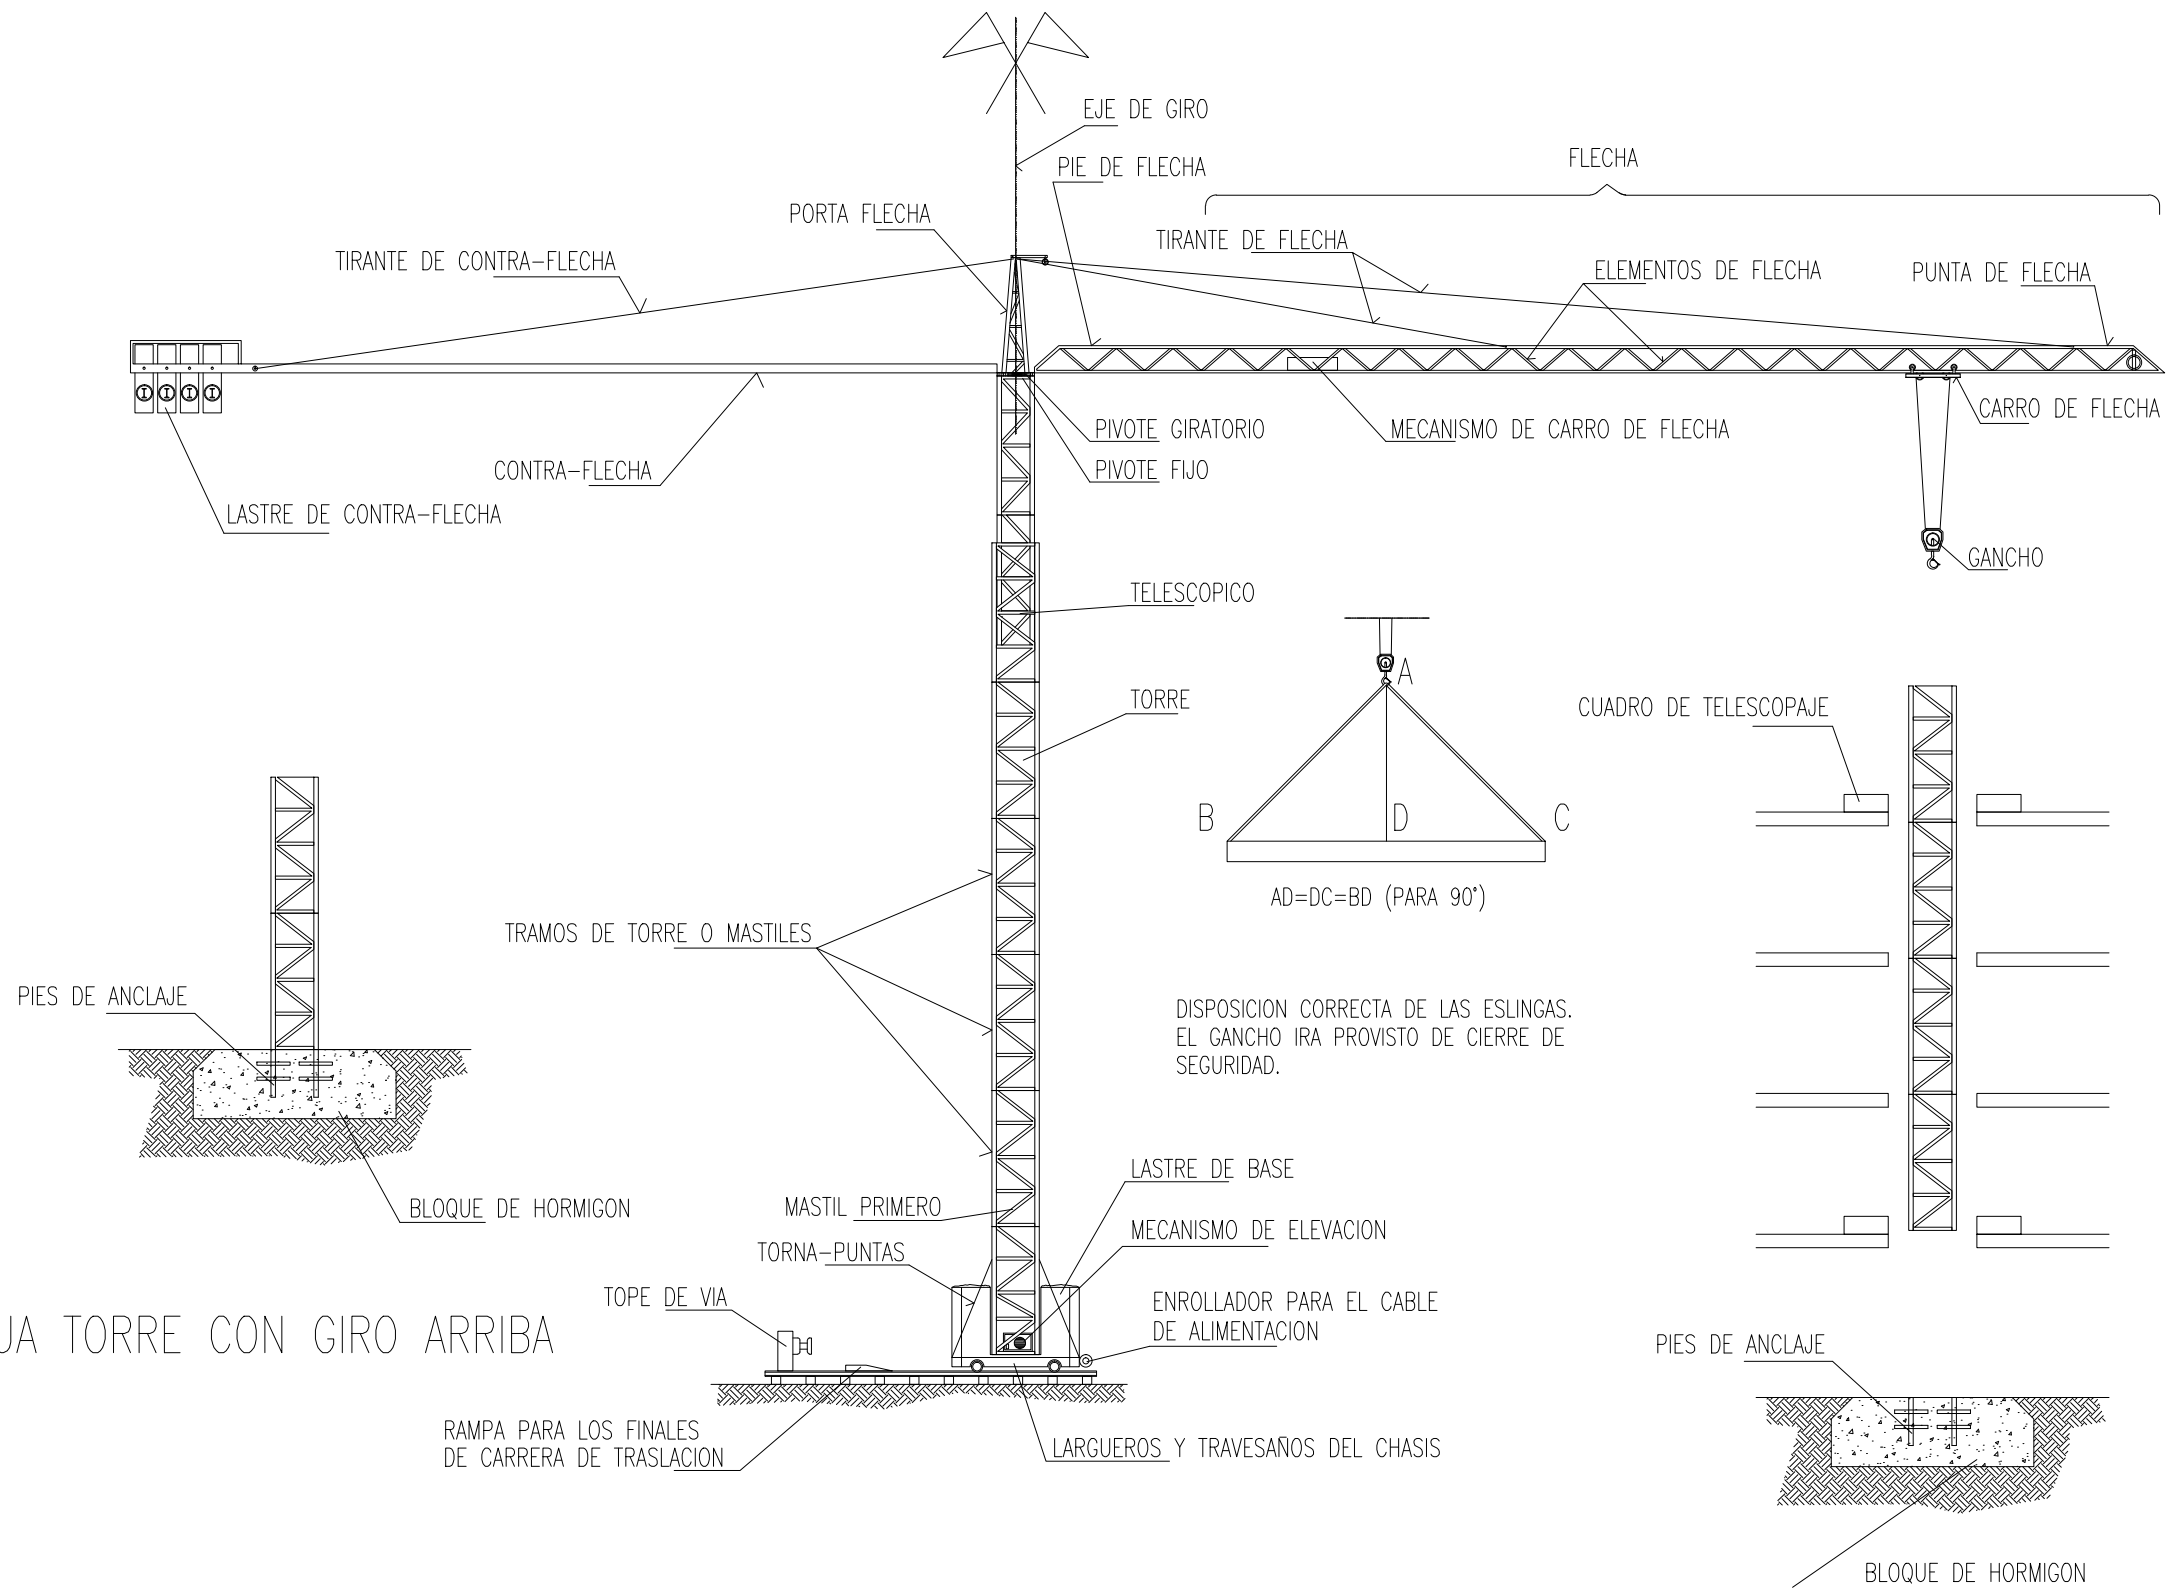 EJE DE GIRO
FLECHA
PIE DE FLECHA
PORTA FLECHA
TIRANTE DE FLECHA
TIRANTE DE CONTRA-FLECHA
ELEMENTOS DE FLECHA
PUNTA DE FLECHA
I I I I
CARRO DE FLECHA
PIVOTE GIRATORIO
MECANISMO DE CARRO DE FLECHA
CONTRA-FLECHA
PIVOTE FIJO
LASTRE DE CONTRA-FLECHA
GANCHO
TELESCOPICO
A
TORRE
CUADRO DE TELESCOPAJE
B
D
C
AD=DC=BD (PARA 90°)
TRAMOS DE TORRE O MASTILES
PIES DE ANCLAJE
DISPOSICION CORRECTA DE LAS ESLINGAS.
EL GANCHO IRA PROVISTO DE CIERRE DE
SEGURIDAD.
LASTRE DE BASE
MASTIL PRIMERO
BLOQUE DE HORMIGON
MECANISMO DE ELEVACION
TORNA-PUNTAS
TOPE DE VIA
ENROLLADOR PARA EL CABLE
DE ALIMENTACION
UA TORRE CON GIRO ARRIBA
PIES DE ANCLAJE
RAMPA PARA LOS FINALES
DE CARRERA DE TRASLACION
LARGUEROS Y TRAVESAÑOS DEL CHASIS
BLOQUE DE HORMIGON